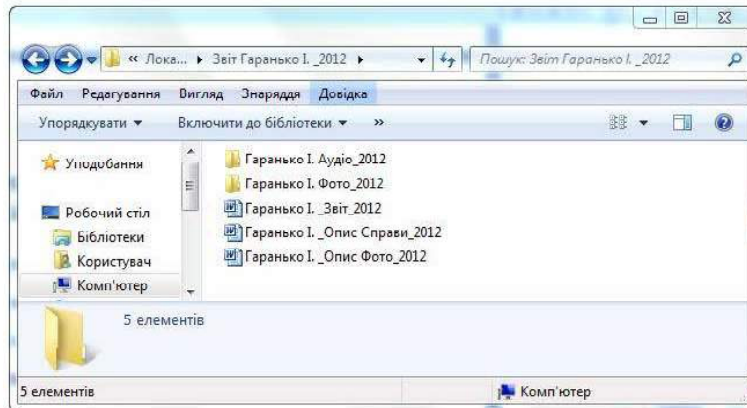 « Лока... ▸ Звіт Гаранько І. _2012 ▸
Пошук: Звіт Гаранько І. _2012
Файл Редагування Вигляд Знаряддя Довідка
Упорядкувати ▾ Включити до бібліотеки ▾ »
Уподобання
Робочий стіл
Бібліотеки
Користувач
Комп'ютер
Гаранько І. Аудіо_2012
Гаранько І. Фото_2012
Гаранько І. _Звіт_2012
Гаранько І. _Опис Справи_2012
Гаранько І. _Опис Фото_2012
5 елементів
5 елементів Комп'ютер